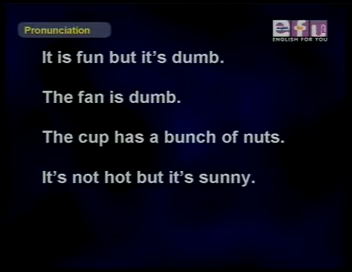 Pronunciation
efu
ENGLISH FOR YOU
It is fun but it's dumb.
The fan is dumb.
The cup has a bunch of nuts.
It's not hot but it's sunny.